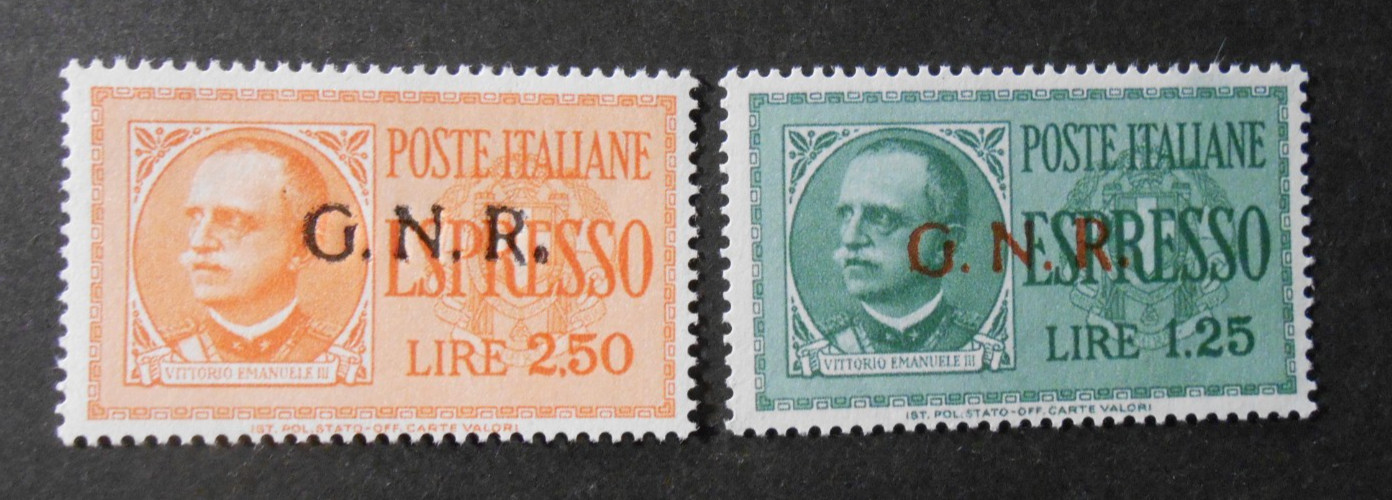 POSTE ITALIANE
G. N. R.
ESPRESSO
LIRE 2,50
VITTORIO EMANUELE III
IST. POL. STATO-OFF. CARTE VALORI
POSTE ITALIANE
G. N. R.
ESPRESSO
LIRE 1.25
VITTORIO EMANUELE III
IST. POL. STATO-OFF. CARTE VALORI